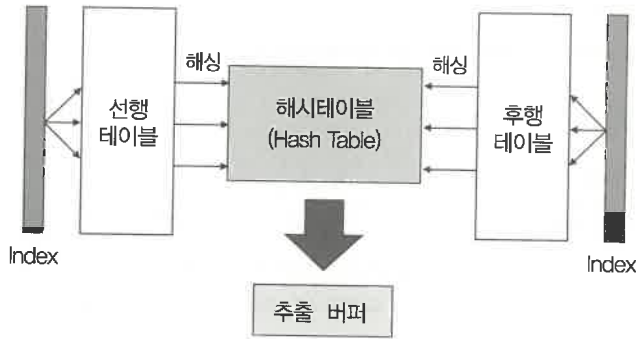 해싱
해싱
선행
테이블
해시테이블
(Hash Table)
후행
테이블
Index
Index
추출 버퍼